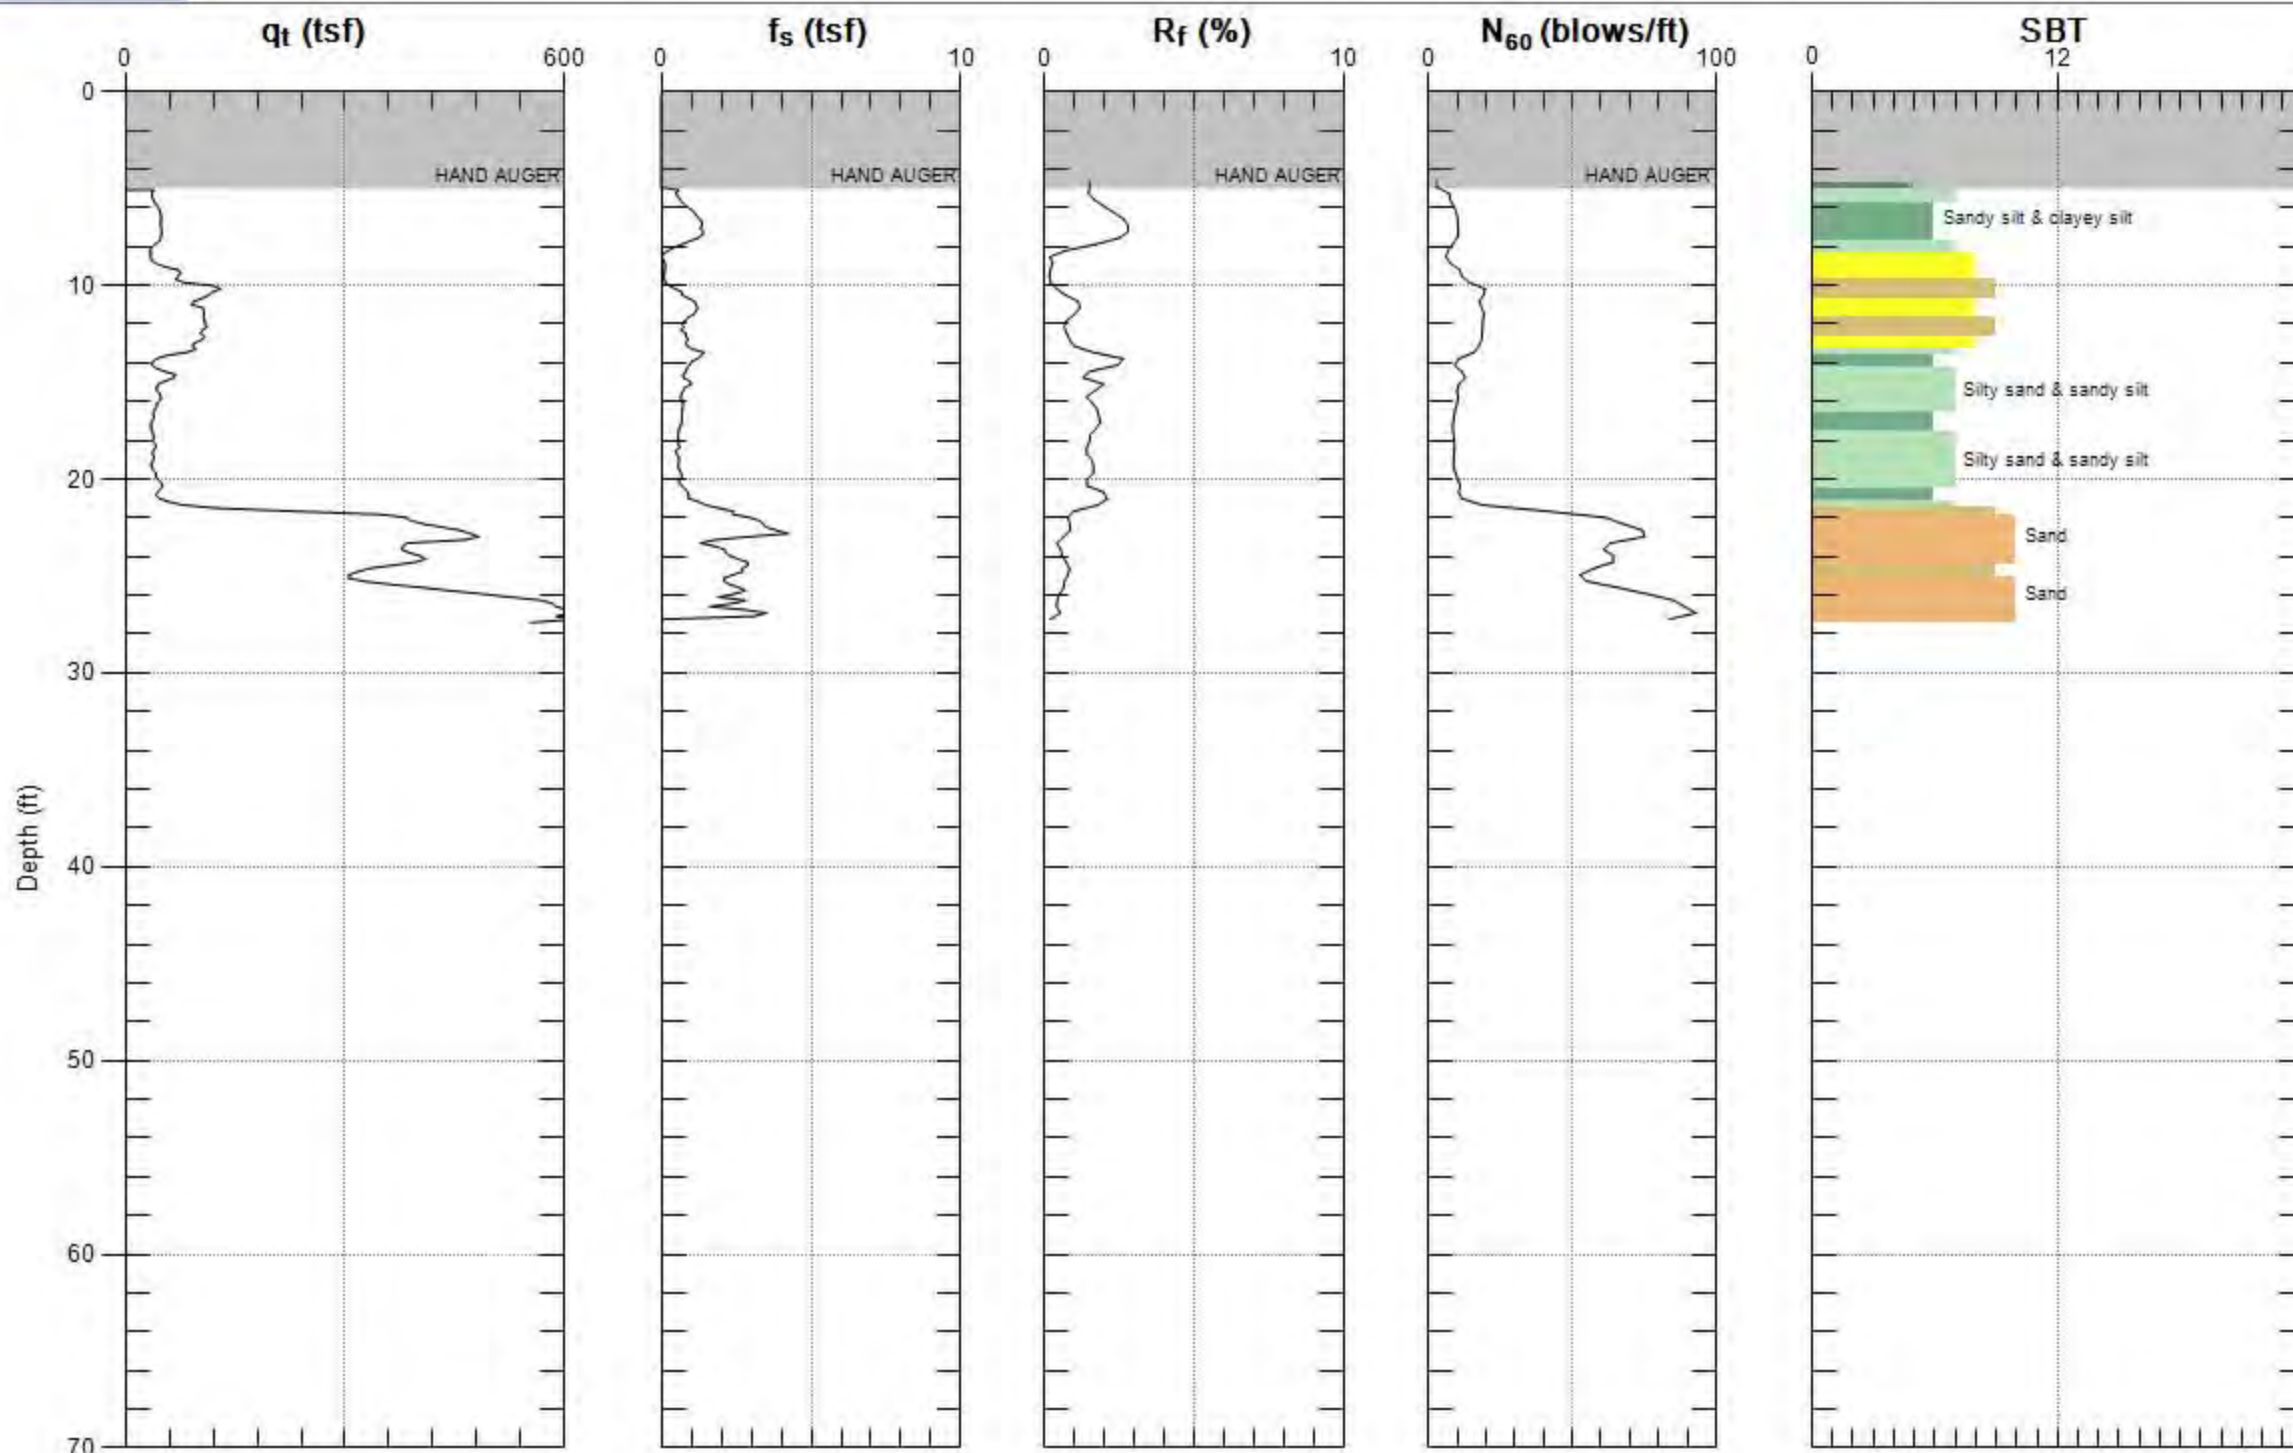 qt (tsf) fs (tsf) Rf (%) N60 (blows/ft) SBT
0 600 0 10 0 10 0 100 0 12
0
HAND AUGER HAND AUGER HAND AUGER HAND AUGER
Sandy silt & clayey silt
10
Silty sand & sandy silt
Silty sand & sandy silt
20
Sand
Sand
30
Depth (ft)
40
50
60
70